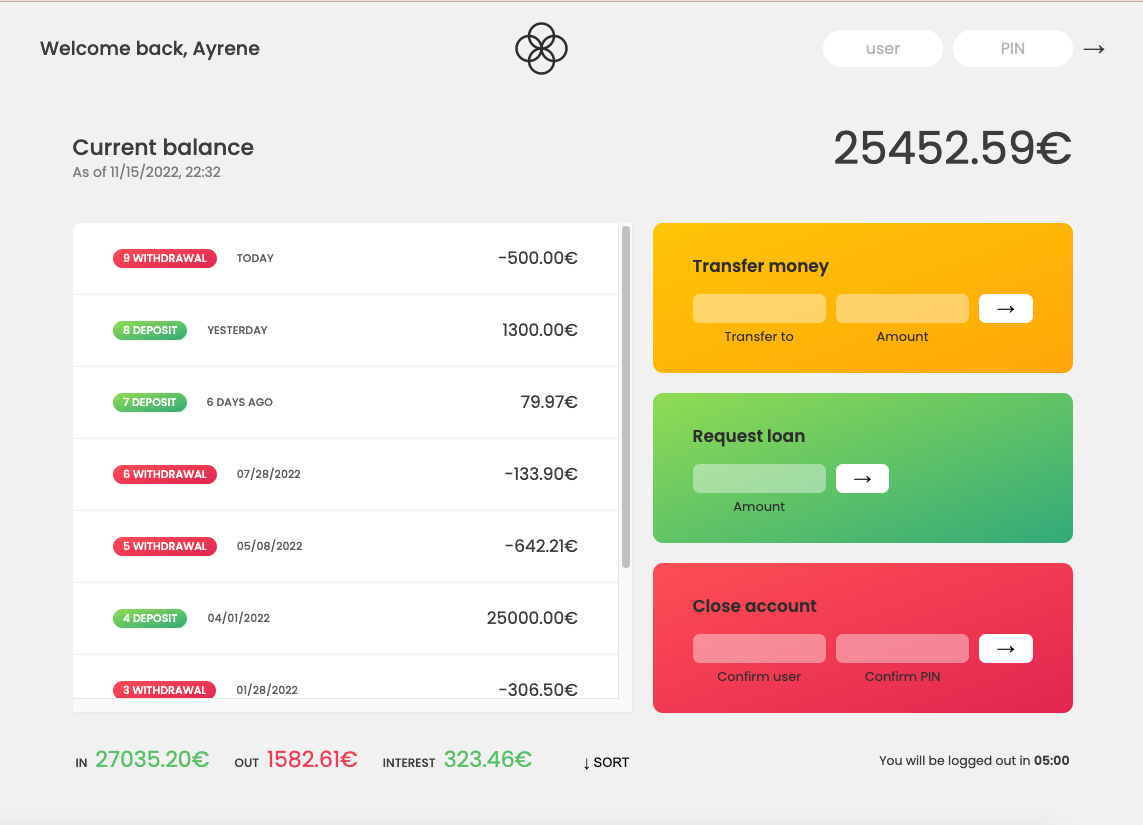 Welcome back, Ayrene
user PIN →
Current balance
As of 11/15/2022, 22:32
25452.59€
9 WITHDRAWAL TODAY -500.00€
8 DEPOSIT YESTERDAY 1300.00€
7 DEPOSIT 6 DAYS AGO 79.97€
6 WITHDRAWAL 07/28/2022 -133.90€
5 WITHDRAWAL 05/08/2022 -642.21€
4 DEPOSIT 04/01/2022 25000.00€
3 WITHDRAWAL 01/28/2022 -306.50€
Transfer money
→
Transfer to Amount
Request loan
→
Amount
Close account
→
Confirm user Confirm PIN
IN 27035.20€ OUT 1582.61€ INTEREST 323.46€ ↓ SORT
You will be logged out in 05:00